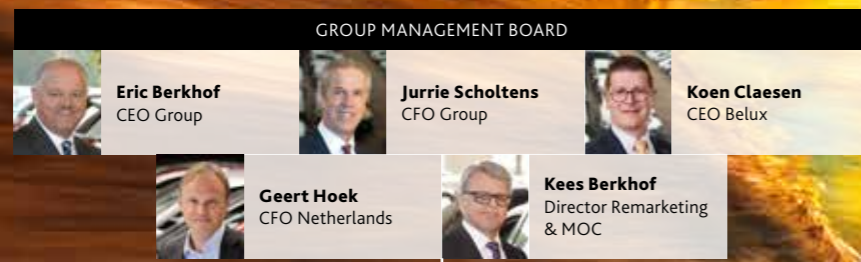 GROUP MANAGEMENT BOARD
Eric Berkhof
CEO Group
Jurrie Scholtens
CFO Group
Koen Claesen
CEO Belux
Geert Hoek
CFO Netherlands
Kees Berkhof
Director Remarketing
& MOC